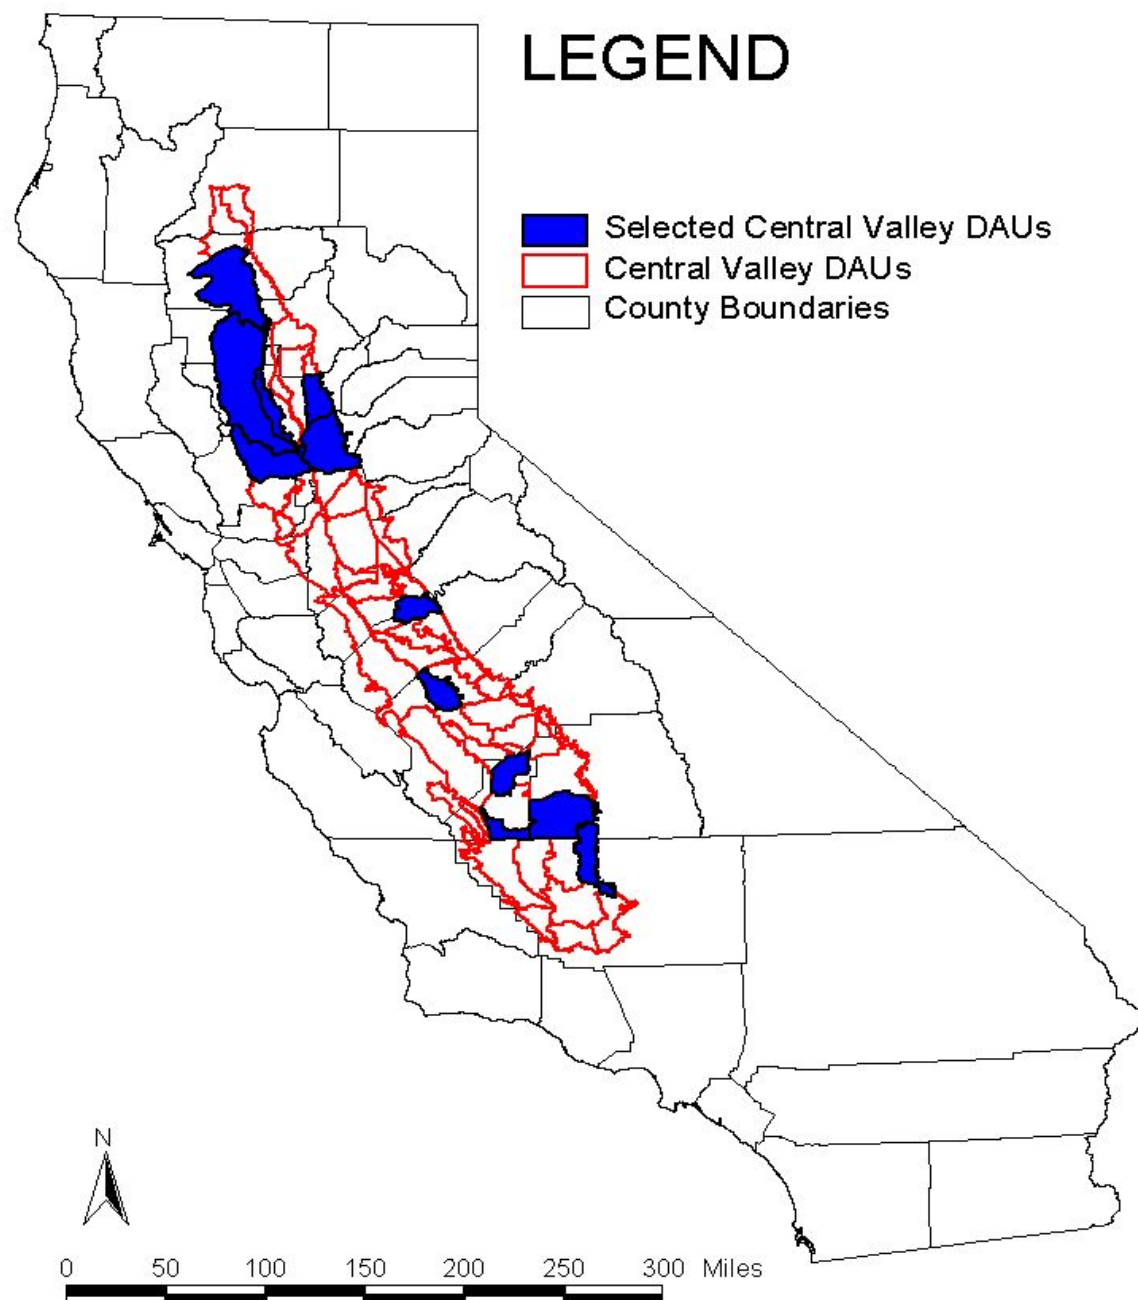 LEGEND
Selected Central Valley DAUs
Central Valley DAUs
County Boundaries
N
0 50 100 150 200 250 300 Miles